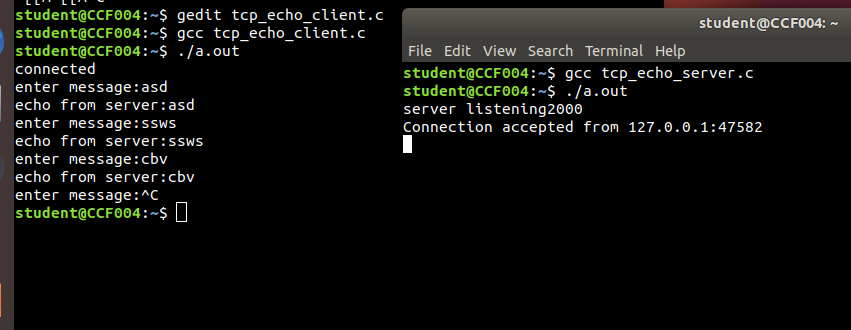 student@CCF004:~$ gedit tcp_echo_client.c
student@CCF004:~$ gcc tcp_echo_client.c
student@CCF004:~$ ./a.out
connected
enter message:asd
echo from server:asd
enter message:ssws
echo from server:ssws
enter message:cbv
echo from server:cbv
enter message:^C
student@CCF004:~$
student@CCF004: ~
File Edit View Search Terminal Help
student@CCF004:~$ gcc tcp_echo_server.c
student@CCF004:~$ ./a.out
server listening2000
Connection accepted from 127.0.0.1:47582